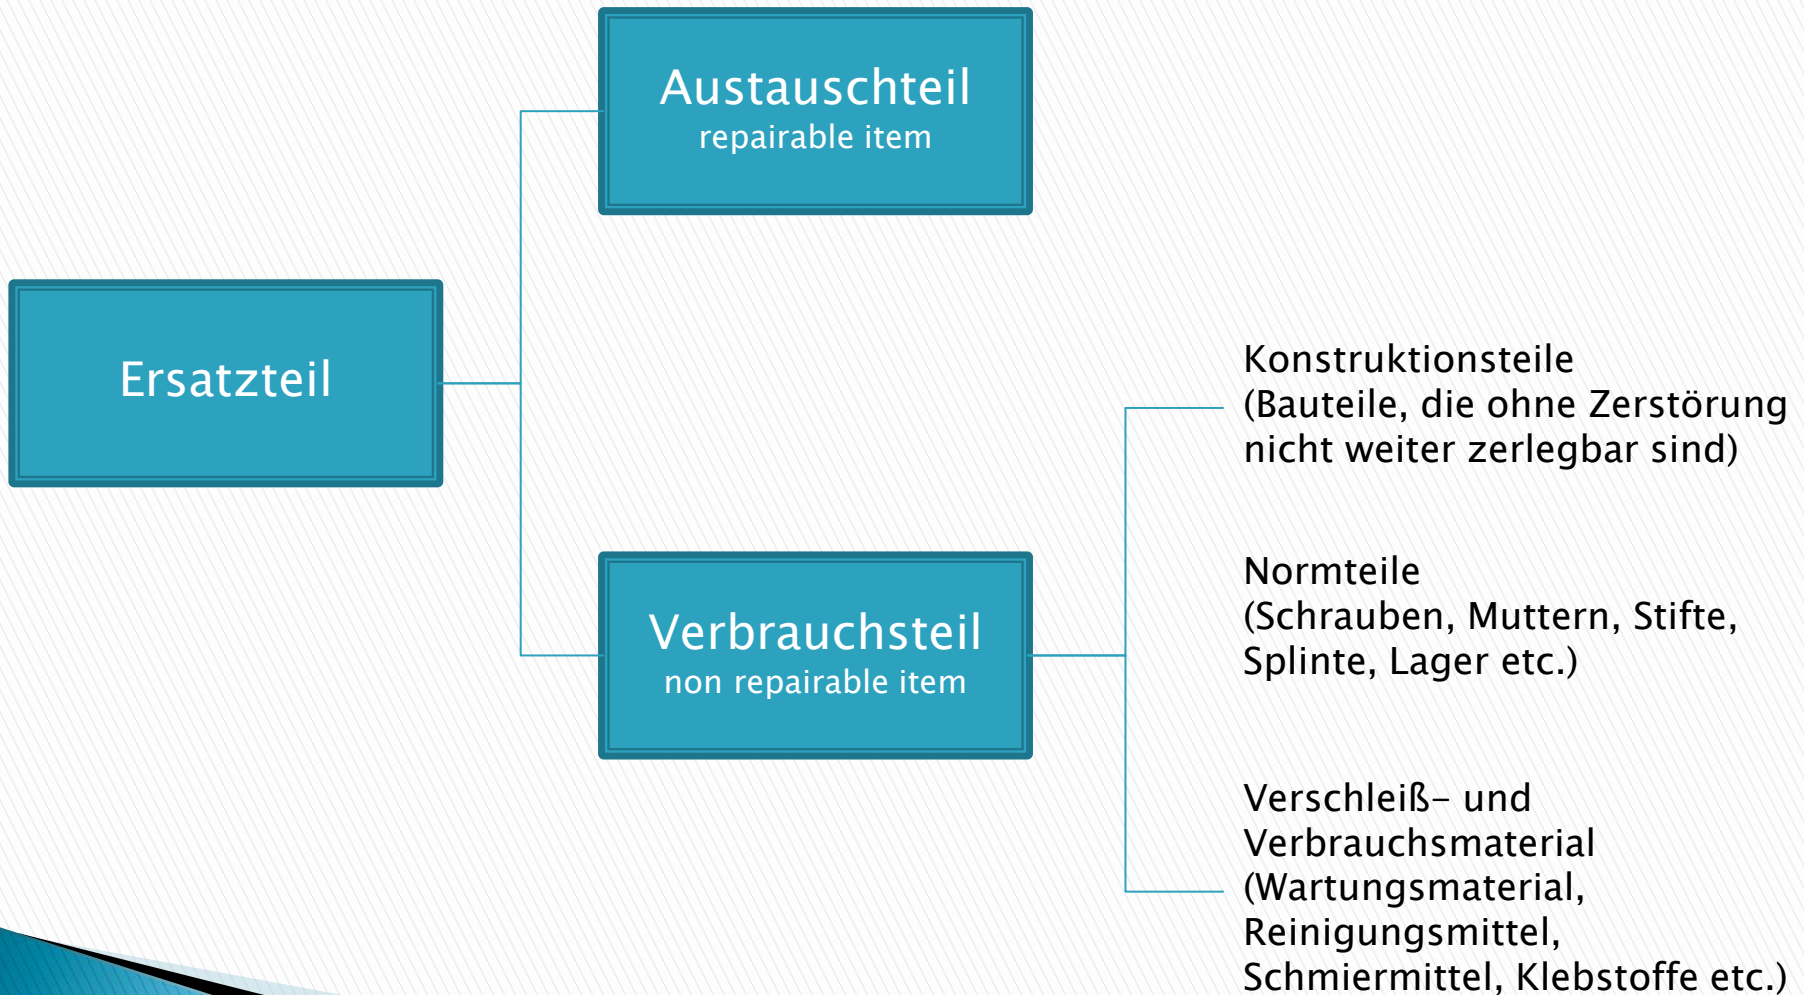 Austauschteil
repairable item
Ersatzteil
Verbrauchsteil
non repairable item
Konstruktionsteile
(Bauteile, die ohne Zerstörung
nicht weiter zerlegbar sind)
Normteile
(Schrauben, Muttern, Stifte,
Splinte, Lager etc.)
Verschleiß- und
Verbrauchsmaterial
(Wartungsmaterial,
Reinigungsmittel,
Schmiermittel, Klebstoffe etc.)